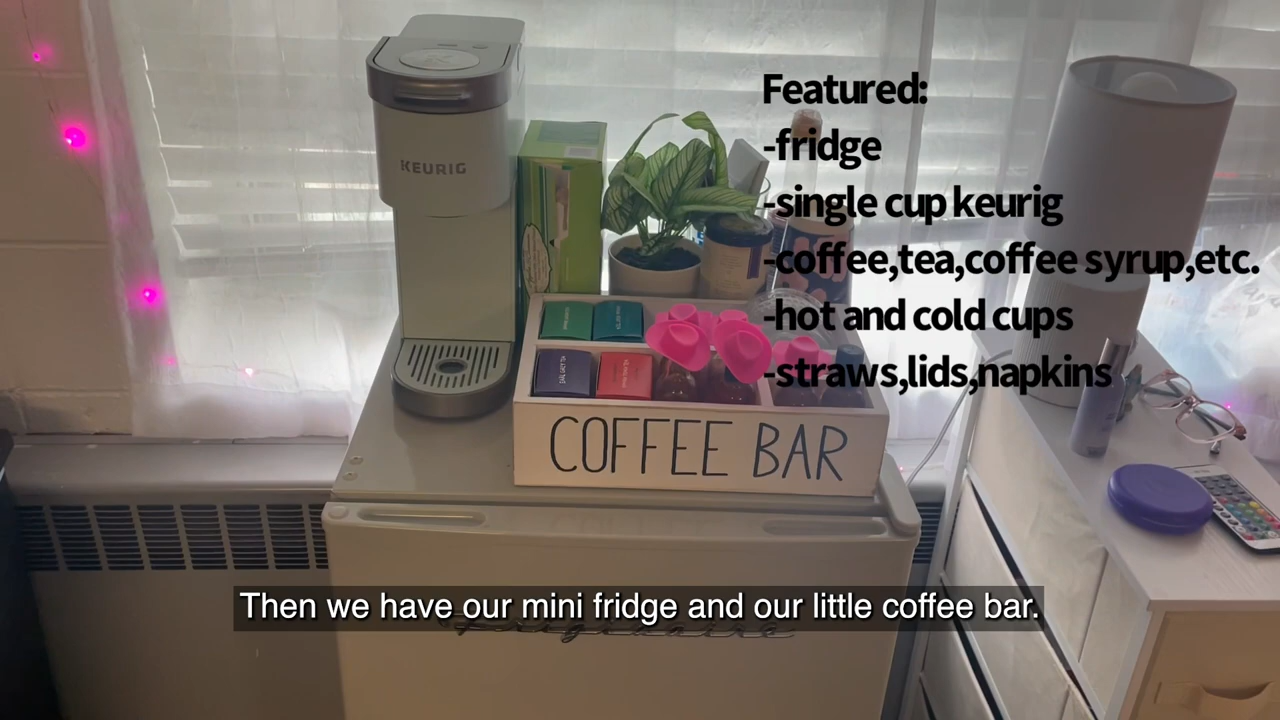 Featured:
-fridge
-single cup keurig
-coffee,tea,coffee syrup,etc.
-hot and cold cups
-straws,lids,napkins
KEURIG
COFFEE BAR
Then we have our mini fridge and our little coffee bar.
Frigidaire